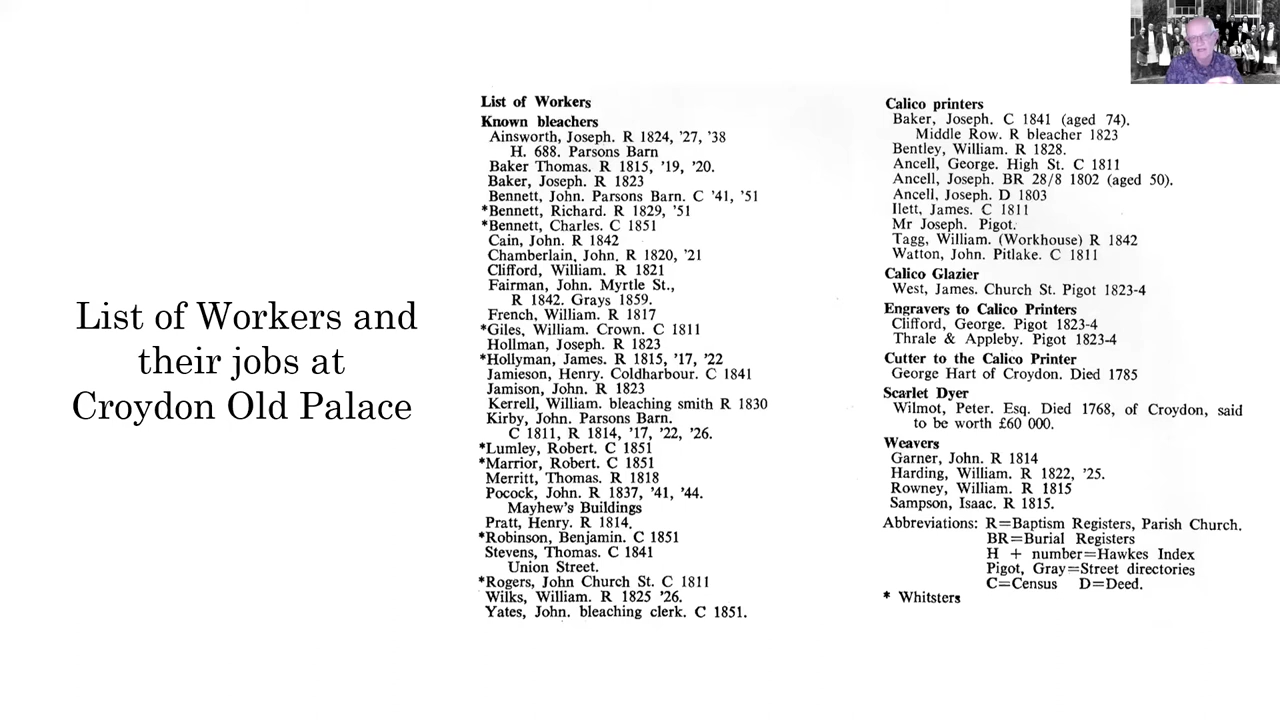 List of Workers and
their jobs at
Croydon Old Palace
List of Workers
Known bleachers
Ainsworth, Joseph. R 1824, '27, '38
H. 688. Parsons Barn
Baker Thomas. R 1815, '19, '20.
Baker, Joseph. R 1823
Bennett, John. Parsons Barn. C '41, '51
*Bennett, Richard. R 1829, '51
*Bennett, Charles. C 1851
Cain, John. R 1842
Chamberlain, John. R 1820, '21
Clifford, William. R 1821
Fairman, John. Myrtle St.,
R 1842. Grays 1859.
French, William. R 1817
*Giles, William. Crown. C 1811
Hollman, Joseph. R 1823
*Hollyman, James. R 1815, '17, '22
Jamieson, Henry. Coldharbour. C 1841
Jamison, John. R 1823
Kerrell, William. bleaching smith R 1830
Kirby, John. Parsons Barn.
C 1811, R 1814, '17, '22, '26.
*Lumley, Robert. C 1851
*Marrior, Robert. C 1851
Merritt, Thomas. R 1818
Pocock, John. R 1837, '41, '44.
Mayhew's Buildings
Pratt, Henry. R 1814.
*Robinson, Benjamin. C 1851
Stevens, Thomas. C 1841
Union Street.
*Rogers, John Church St. C 1811
Wilks, William. R 1825 '26.
Yates, John. bleaching clerk. C 1851.
Calico printers
Baker, Joseph. C 1841 (aged 74).
Middle Row. R bleacher 1823
Bentley, William. R 1828.
Ancell, George. High St. C 1811
Ancell, Joseph. BR 28/8 1802 (aged 50).
Ancell, Joseph. D 1803
Ilett, James. C 1811
Mr Joseph. Pigot.
Tagg, William. (Workhouse) R 1842
Watton, John. Pitlake. C 1811
Calico Glazier
West, James. Church St. Pigot 1823-4
Engravers to Calico Printers
Clifford, George. Pigot 1823-4
Thrale & Appleby. Pigot 1823-4
Cutter to the Calico Printer
George Hart of Croydon. Died 1785
Scarlet Dyer
Wilmot, Peter. Esq. Died 1768, of Croydon, said
to be worth £60 000.
Weavers
Garner, John. R 1814
Harding, William. R 1822, '25.
Rowney, William. R 1815
Sampson, Isaac. R 1815.
Abbreviations: R=Baptism Registers, Parish Church.
BR=Burial Registers
H + number=Hawkes Index
Pigot, Gray=Street directories
C=Census D=Deed.
* Whitsters